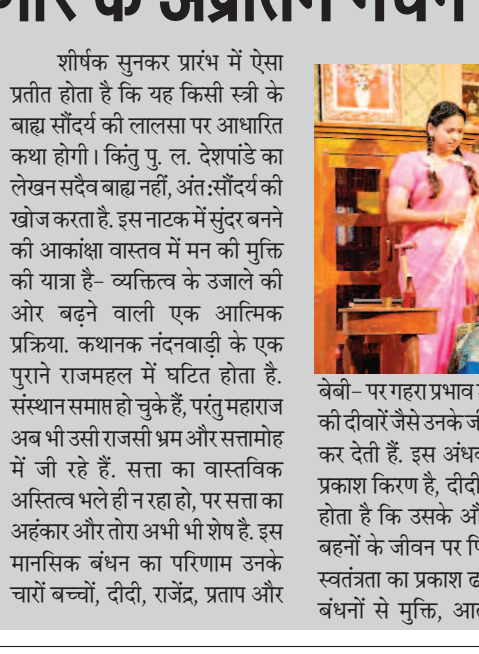 के अप्रतिम मंचन
शीर्षक सुनकर प्रारंभ में ऐसा
प्रतीत होता है कि यह किसी स्त्री के
बाह्य सौंदर्य की लालसा पर आधारित
कथा होगी। किंतु पु. ल. देशपांडे का
लेखन सदैव बाह्य नहीं, अंत:सौंदर्य की
खोज करता है. इस नाटक में सुंदर बनने
की आकांक्षा वास्तव में मन की मुक्ति
की यात्रा है– व्यक्तित्व के उजाले की
ओर बढ़ने वाली एक आत्मिक
प्रक्रिया. कथानक नंदनवाड़ी के एक
पुराने राजमहल में घटित होता है.
संस्थान समाप्त हो चुके हैं, परंतु महाराज
अब भी उसी राजसी भ्रम और सत्तामोह
में जी रहे हैं. सत्ता का वास्तविक
अस्तित्व भले ही न रहा हो, पर सत्ता का
अहंकार और तोरा अभी भी शेष है. इस
मानसिक बंधन का परिणाम उनके
चारों बच्चों, दीदी, राजेंद्र, प्रताप और
बेबी– पर गहरा प्रभाव
की दीवारें जैसे उनके
कर देती हैं. इस
प्रकाश किरण है, दीदी
होता है कि उसके
बहनों के जीवन पर
स्वतंत्रता का प्रकाश
बंधनों से मुक्ति,